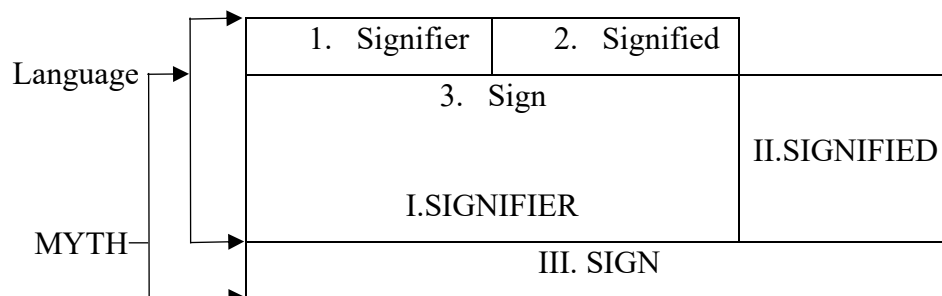 1. Signifier 2. Signified
Language
3. Sign
II.SIGNIFIED
I.SIGNIFIER
MYTH
III. SIGN